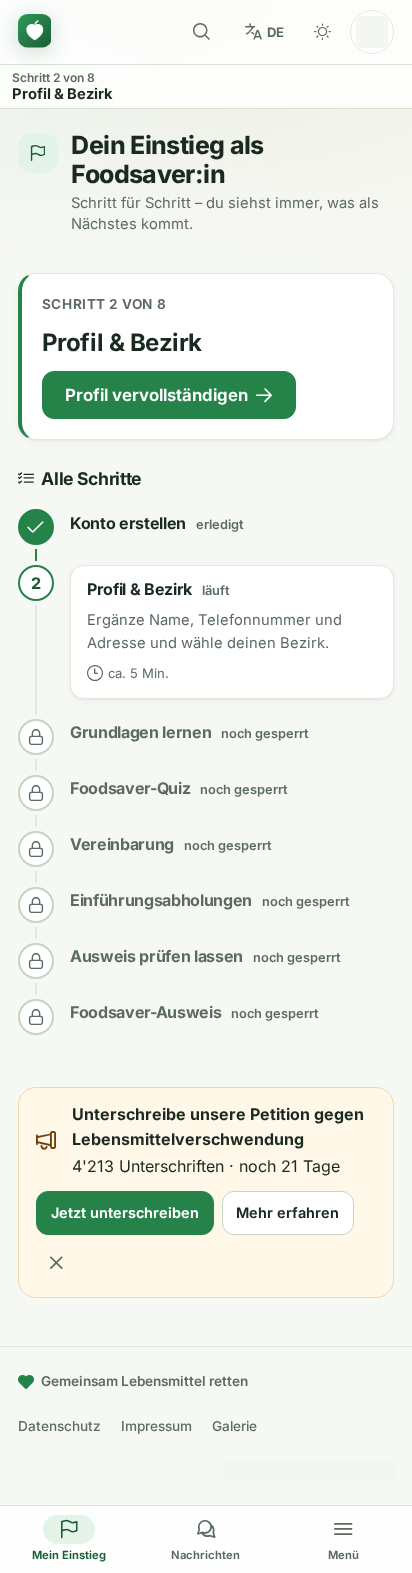 DE
Schritt 2 von 8
Profil & Bezirk
Dein Einstieg als
Foodsaver:in
Schritt für Schritt – du siehst immer, was als
Nächstes kommt.
SCHRITT 2 VON 8
Profil & Bezirk
Profil vervollständigen →
Alle Schritte
Konto erstellen erledigt
2
Profil & Bezirk läuft
Ergänze Name, Telefonnummer und
Adresse und wähle deinen Bezirk.
ca. 5 Min.
Grundlagen lernen noch gesperrt
Foodsaver-Quiz noch gesperrt
Vereinbarung noch gesperrt
Einführungsabholungen noch gesperrt
Ausweis prüfen lassen noch gesperrt
Foodsaver-Ausweis noch gesperrt
Unterschreibe unsere Petition gegen
Lebensmittelverschwendung
4'213 Unterschriften · noch 21 Tage
Jetzt unterschreiben Mehr erfahren
Gemeinsam Lebensmittel retten
Datenschutz Impressum Galerie
Mein Einstieg Nachrichten Menü